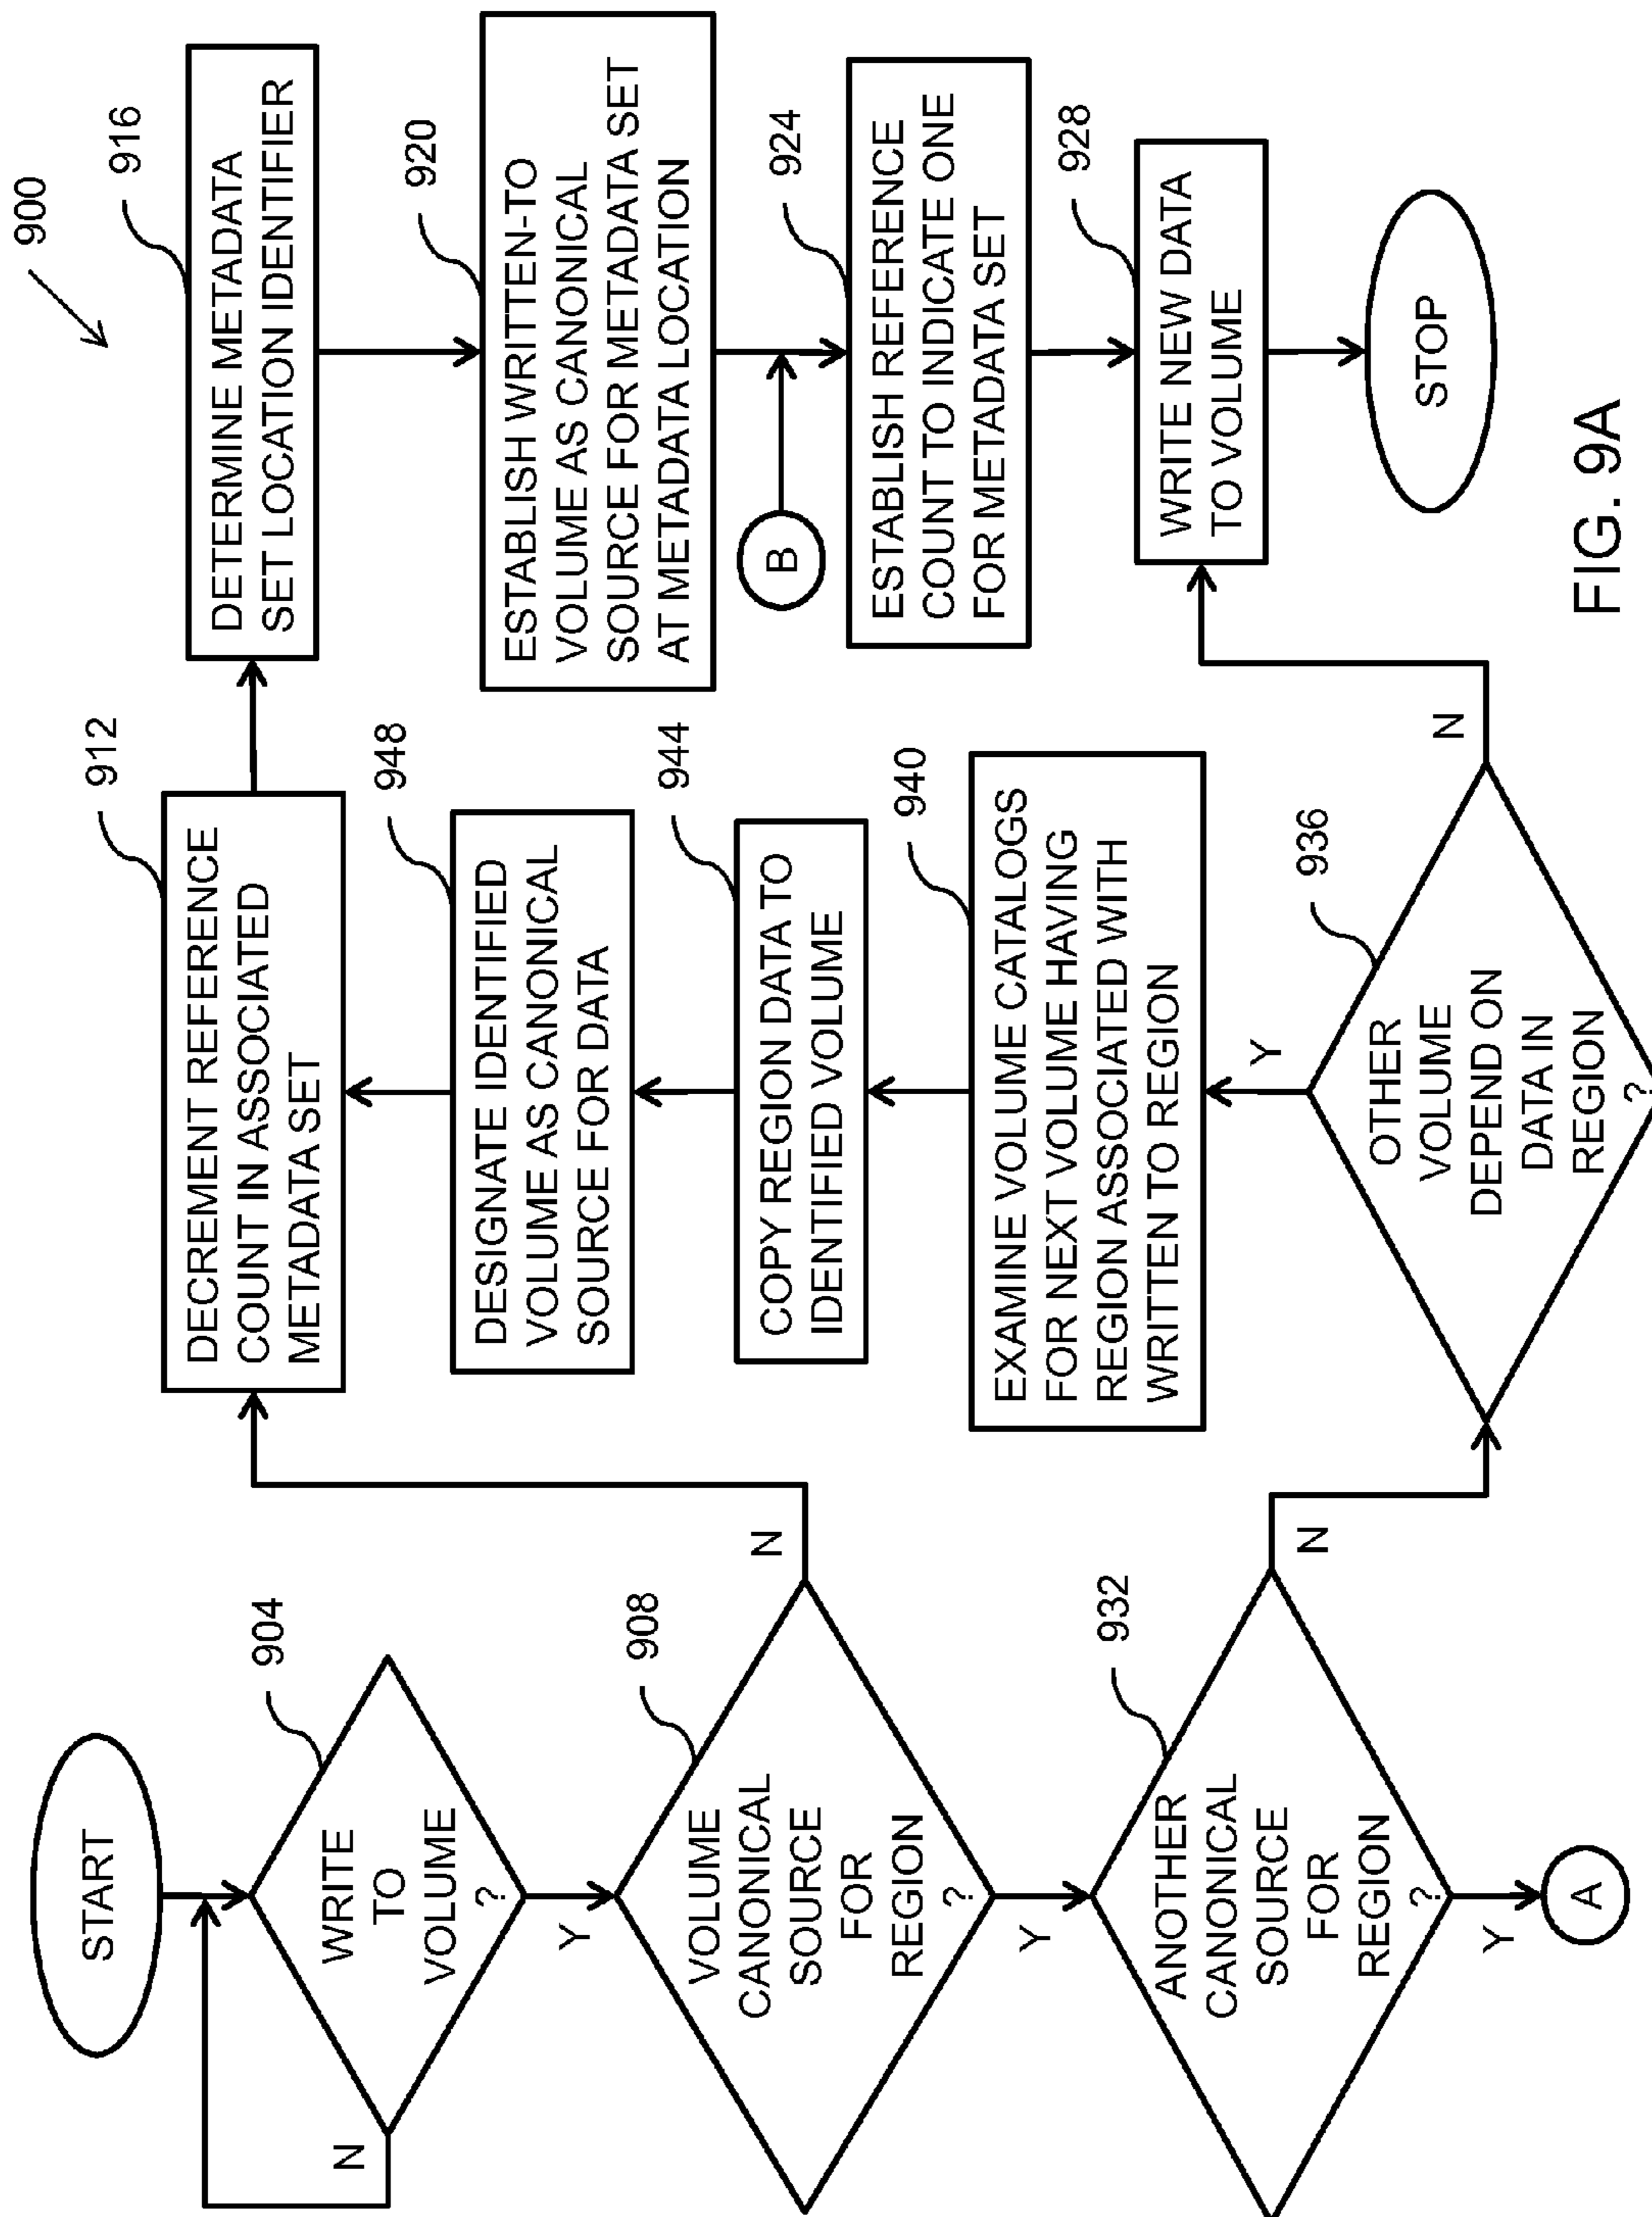 900
START
904
WRITE
TO
VOLUME
?
N
Y
908
VOLUME
CANONICAL
SOURCE
FOR
REGION
?
N
Y
932
ANOTHER
CANONICAL
SOURCE
FOR
REGION
?
N
Y
A
912
DECREMENT REFERENCE
COUNT IN ASSOCIATED
METADATA SET
948
DESIGNATE IDENTIFIED
VOLUME AS CANONICAL
SOURCE FOR DATA
944
COPY REGION DATA TO
IDENTIFIED VOLUME
940
EXAMINE VOLUME CATALOGS
FOR NEXT VOLUME HAVING
REGION ASSOCIATED WITH
WRITTEN TO REGION
Y
936
OTHER
VOLUME
DEPEND ON
DATA IN
REGION
?
N
916
DETERMINE METADATA
SET LOCATION IDENTIFIER
920
ESTABLISH WRITTEN-TO
VOLUME AS CANONICAL
SOURCE FOR METADATA SET
AT METADATA LOCATION
B
924
ESTABLISH REFERENCE
COUNT TO INDICATE ONE
FOR METADATA SET
928
WRITE NEW DATA
TO VOLUME
STOP
FIG. 9A